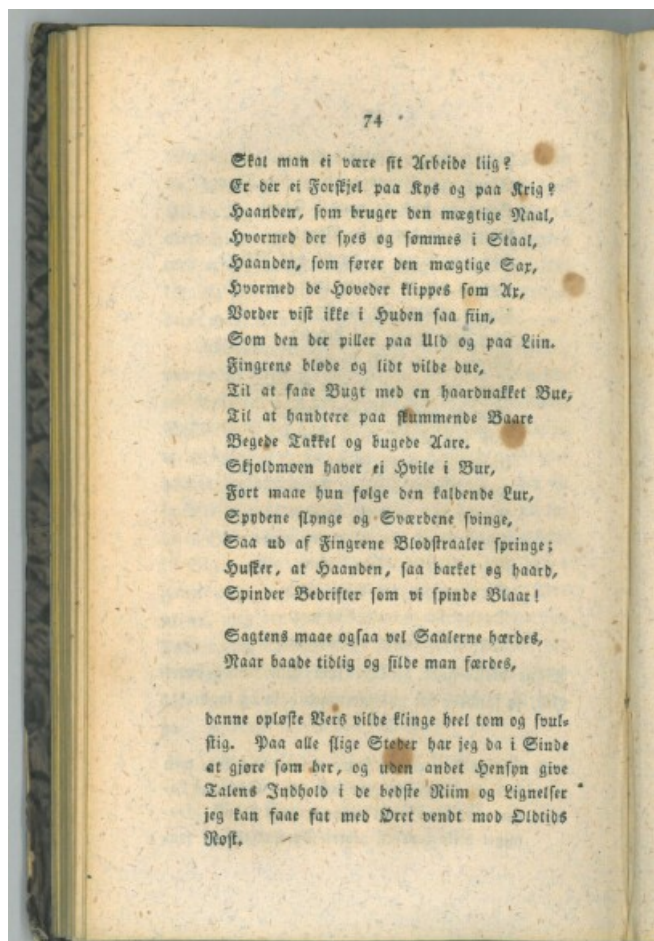 74
Skal man ei være sit Arbeide liig?
Er der ei Forskjel paa Kys og paa Krig?
Haanden, som bruger den mægtige Naal,
Hvormed der syes og sømmes i Staal,
Haanden, som fører den mægtige Sax,
Hvormed de Hoveder klippes som Ax,
Vorder vist ikke i Huden saa fiin,
Som den der piller paa Uld og paa Liin.
Fingrene bløde og lidt vilde due,
Til at faae Bugt med en haardnakket Bue,
Til at handtere paa skummende Baare
Begede Takkel og bugede Aare.
Skjoldmøen haver ei Hvile i Bur,
Fort maae hun følge den kaldende Lur,
Spydene slynge og Sværdene svinge,
Saa ud af Fingrene Blodstraaler springe;
Husker, at Haanden, saa barket og haard,
Spinder Bedrifter som vi spinde Blaar!
Sagtens maae ogsaa vel Saalerne hærdes,
Naar baade tidlig og silde man færdes,
danne opløste Vers vilde klinge heel tom og svul-
stig. Paa alle slige Steder har jeg da i Sinde
at gjøre som her, og uden andet Hensyn give
Talens Indhold i de bedste Riim og Lignelser
jeg kan faae fat med Øret vendt mod Oldtids
Røst.